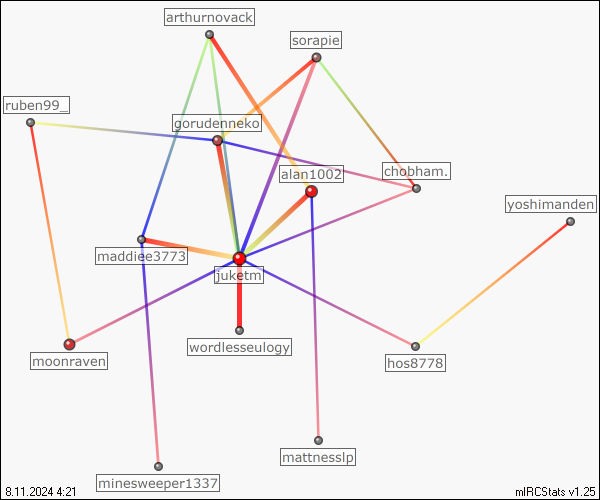 arthurnovack
sorapie
ruben99_
gorudenneko
alan1002
chobham.
yoshimanden
maddiee3773
juketm
wordlesseulogy
moonraven
hos8778
mattnesslp
minesweeper1337
8.11.2024 4:21
mIRCStats v1.25